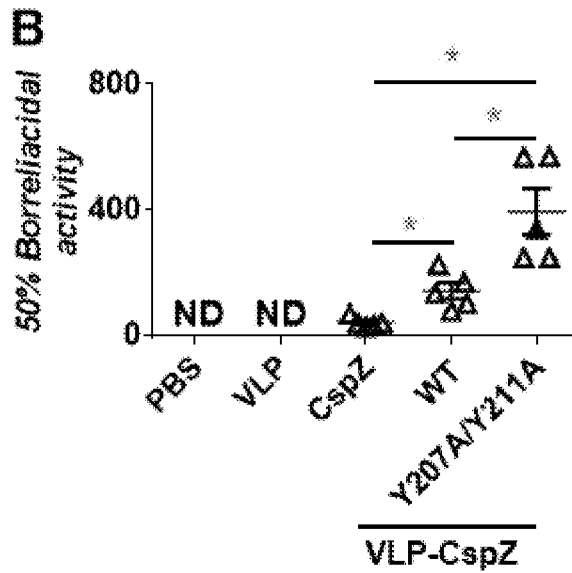 B
50% Borreliacidal
activity
800
400
0
*
*
*
ND ND
PBS
VLP
CspZ
WT
Y207A/Y211A
VLP-CspZ